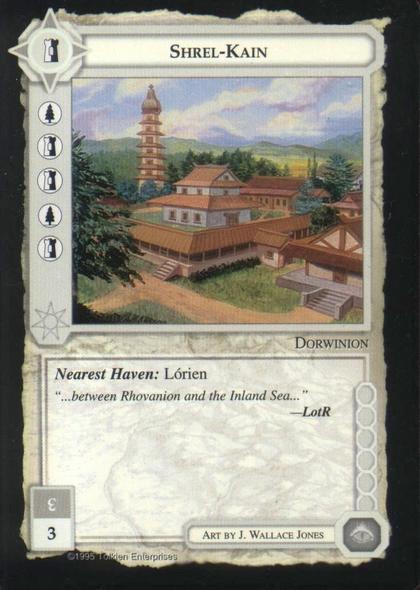 SHREL-KAIN
DORWINION
Nearest Haven: Lórien
“...between Rhovanion and the Inland Sea...”
—LotR
3
3
ART BY J. WALLACE JONES
©1995 Tolkien Enterprises